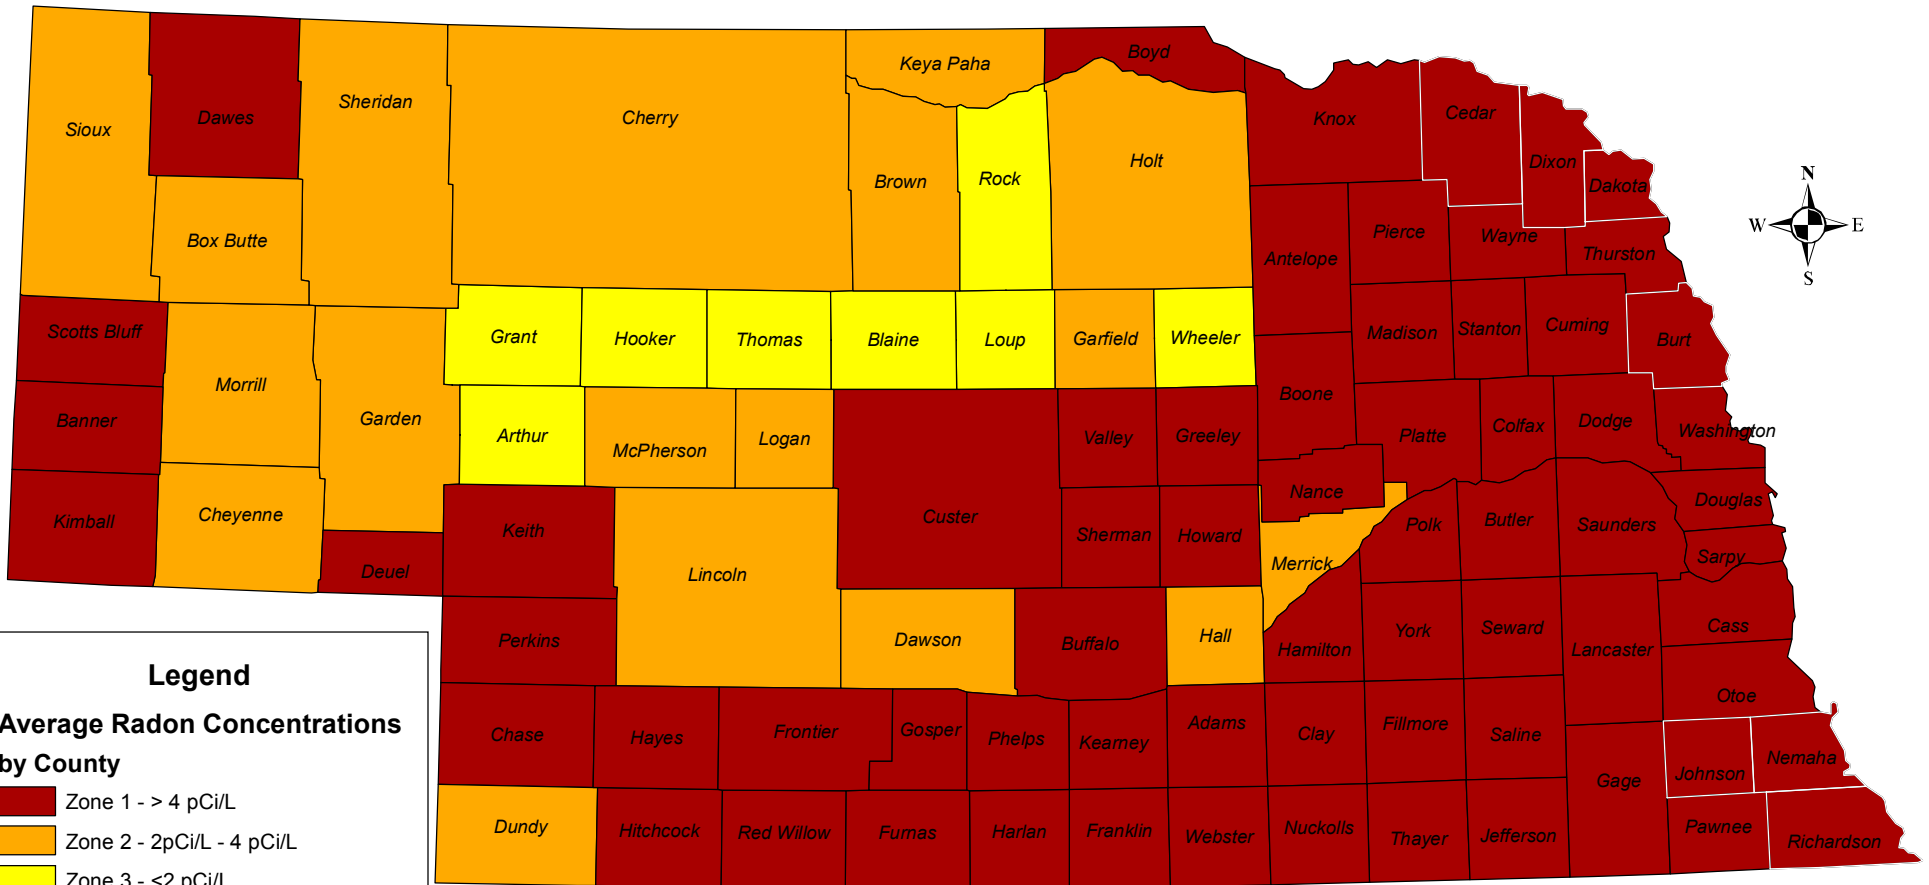 Boyd
Keya Paha
Sheridan
Dawes
Sioux
Cherry
Knox
Cedar
Dixon
Dakota
Holt
Brown
Rock
Box Butte
Pierce
Wayne
Antelope
Thurston
N
W
E
S
Scotts Bluff
Grant
Hooker
Thomas
Blaine
Loup
Garfield
Wheeler
Madison
Stanton
Cuming
Burt
Morrill
Boone
Banner
Garden
Arthur
McPherson
Logan
Valley
Greeley
Platte
Colfax
Dodge
Washington
Kimball
Cheyenne
Keith
Custer
Sherman
Howard
Nance
Polk
Butler
Saunders
Douglas
Sarpy
Merrick
Deuel
Lincoln
Perkins
Dawson
Buffalo
Hall
Hamilton
York
Seward
Lancaster
Cass
Otoe
Chase
Hayes
Frontier
Gosper
Phelps
Kearney
Adams
Clay
Fillmore
Saline
Gage
Johnson
Nemaha
Dundy
Hitchcock
Red Willow
Furnas
Harlan
Franklin
Webster
Nuckolls
Thayer
Jefferson
Pawnee
Richardson
Legend
Average Radon Concentrations
by County
Zone 1 - > 4 pCi/L
Zone 2 - 2pCi/L - 4 pCi/L
Zone 3 - <2 pCi/L